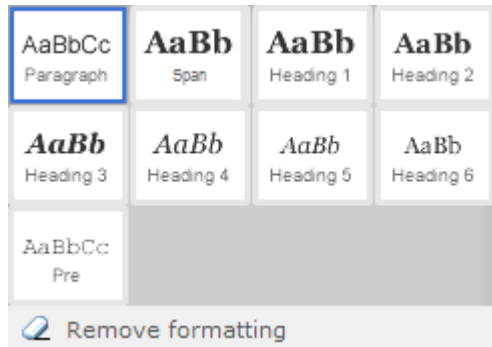 AaBbCc AaBb AaBb AaBb
Paragraph Span Heading 1 Heading 2
AaBb AaBb AaBb AaBb
Heading 3 Heading 4 Heading 5 Heading 6
AaBbCc
Pre
Remove formatting